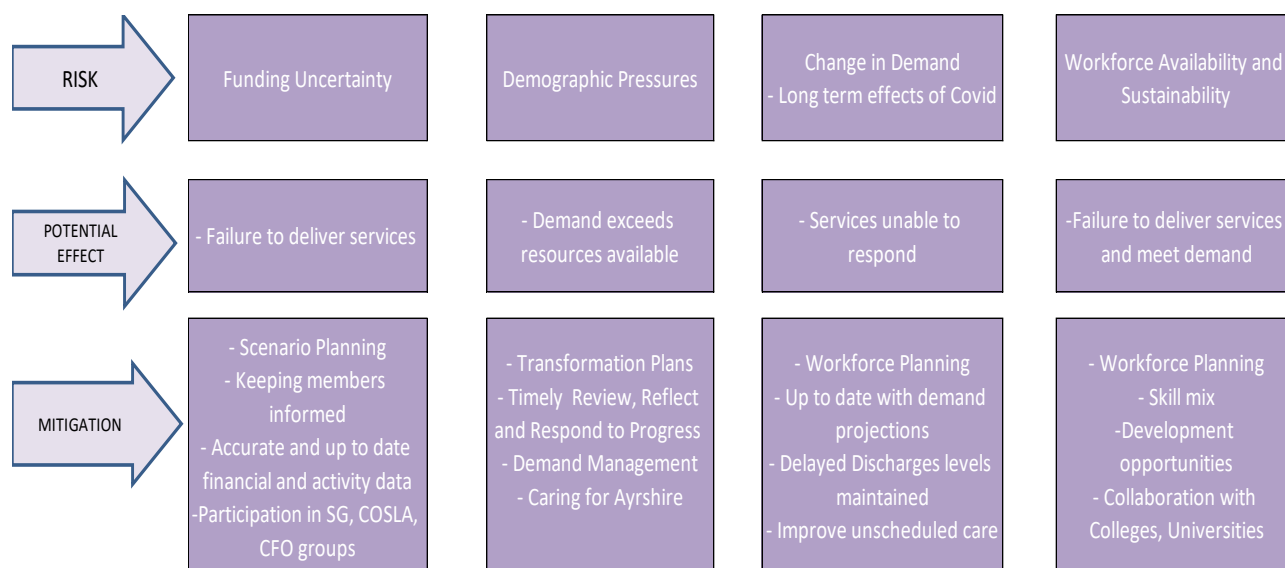 RISK
Funding Uncertainty
Demographic Pressures
Change in Demand
- Long term effects of Covid
Workforce Availability and
Sustainability
POTENTIAL
EFFECT
- Failure to deliver services
- Demand exceeds
resources available
- Services unable to
respond
-Failure to deliver services
and meet demand
MITIGATION
- Scenario Planning
- Keeping members
informed
- Accurate and up to date
financial and activity data
-Participation in SG, COSLA,
CFO groups
- Transformation Plans
- Timely Review, Reflect
and Respond to Progress
- Demand Management
- Caring for Ayrshire
- Workforce Planning
- Up to date with demand
projections
- Delayed Discharges levels
maintained
- Improve unscheduled care
- Workforce Planning
- Skill mix
-Development
opportunities
- Collaboration with
Colleges, Universities